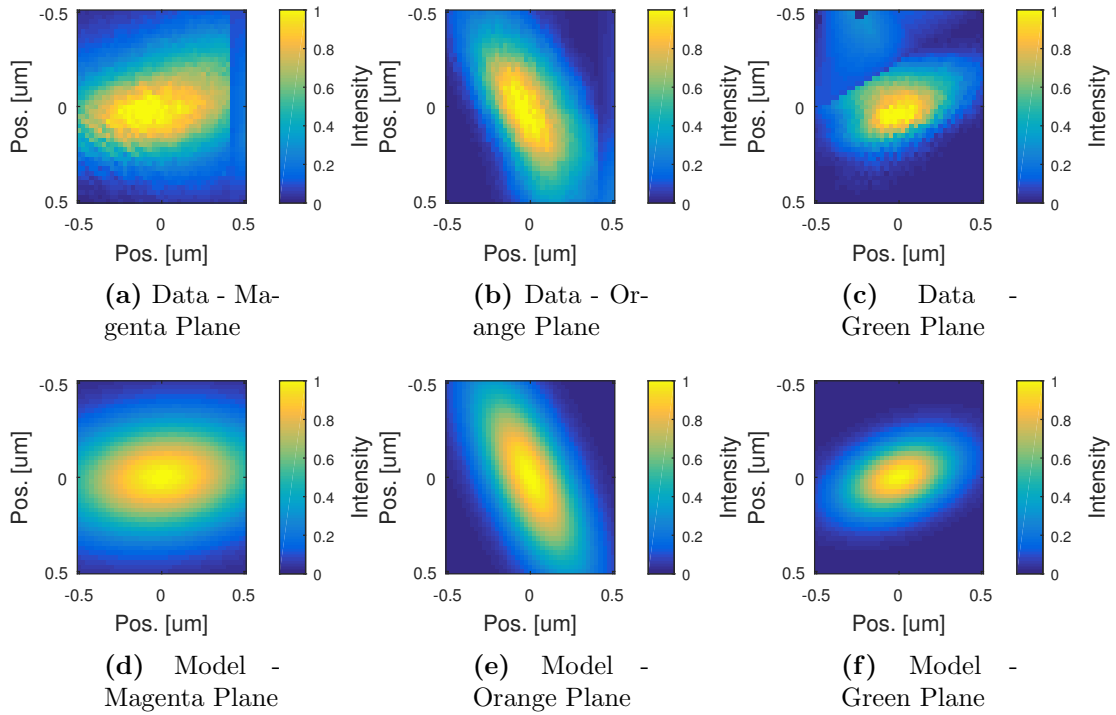 -0.5
0
0.5
Pos. [um]
-0.5 0 0.5
Pos. [um]
1
0.8
0.6
0.4
0.2
0
Intensity
(a) Data - Ma-
genta Plane
-0.5
0
0.5
Pos. [um]
-0.5 0 0.5
Pos. [um]
1
0.8
0.6
0.4
0.2
0
Intensity
(b) Data - Or-
ange Plane
-0.5
0
0.5
Pos. [um]
-0.5 0 0.5
Pos. [um]
1
0.8
0.6
0.4
0.2
0
Intensity
(c) Data -
Green Plane
-0.5
0
0.5
Pos. [um]
-0.5 0 0.5
Pos. [um]
1
0.8
0.6
0.4
0.2
0
Intensity
(d) Model -
Magenta Plane
-0.5
0
0.5
Pos. [um]
-0.5 0 0.5
Pos. [um]
1
0.8
0.6
0.4
0.2
0
Intensity
(e) Model -
Orange Plane
-0.5
0
0.5
Pos. [um]
-0.5 0 0.5
Pos. [um]
1
0.8
0.6
0.4
0.2
0
Intensity
(f) Model -
Green Plane